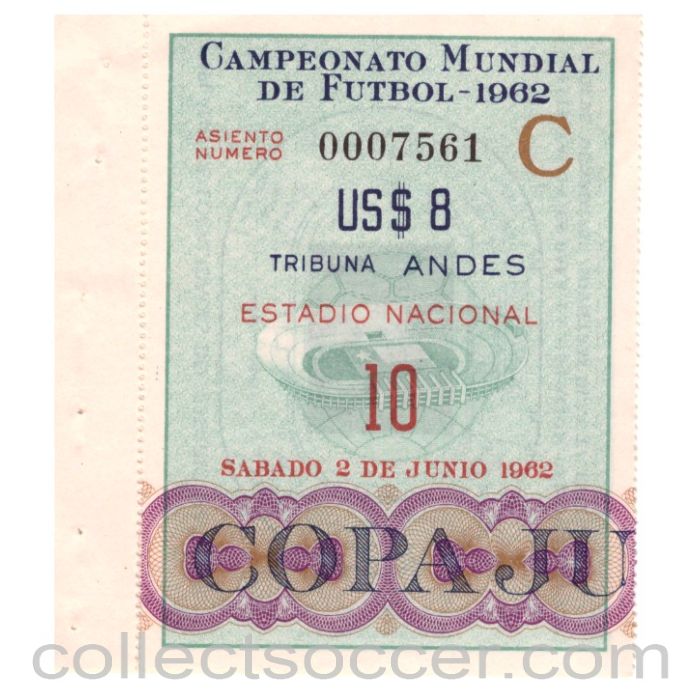 CAMPEONATO MUNDIAL
DE FUTBOL - 1962
ASIENTO
NUMERO 0007561 C
US$ 8
TRIBUNA ANDES
ESTADIO NACIONAL
10
SABADO 2 DE JUNIO 1962
COPA JU
collectsoccer.com